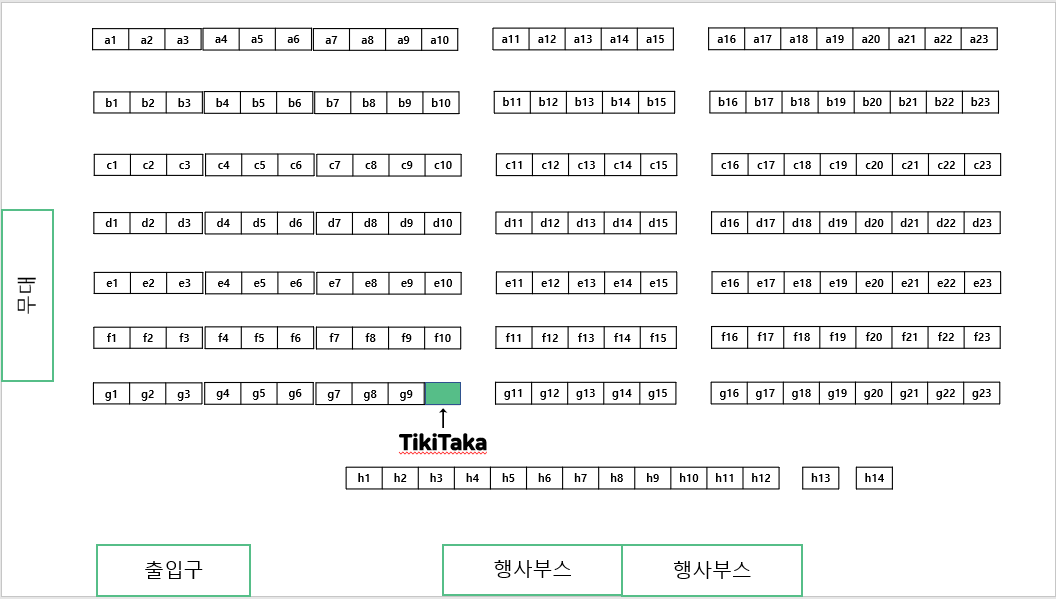 a1 a2 a3 a4 a5 a6 a7 a8 a9 a10 a11 a12 a13 a14 a15 a16 a17 a18 a19 a20 a21 a22 a23
b1 b2 b3 b4 b5 b6 b7 b8 b9 b10 b11 b12 b13 b14 b15 b16 b17 b18 b19 b20 b21 b22 b23
c1 c2 c3 c4 c5 c6 c7 c8 c9 c10 c11 c12 c13 c14 c15 c16 c17 c18 c19 c20 c21 c22 c23
d1 d2 d3 d4 d5 d6 d7 d8 d9 d10 d11 d12 d13 d14 d15 d16 d17 d18 d19 d20 d21 d22 d23
무대
e1 e2 e3 e4 e5 e6 e7 e8 e9 e10 e11 e12 e13 e14 e15 e16 e17 e18 e19 e20 e21 e22 e23
f1 f2 f3 f4 f5 f6 f7 f8 f9 f10 f11 f12 f13 f14 f15 f16 f17 f18 f19 f20 f21 f22 f23
g1 g2 g3 g4 g5 g6 g7 g8 g9 g11 g12 g13 g14 g15 g16 g17 g18 g19 g20 g21 g22 g23
TikiTaka
h1 h2 h3 h4 h5 h6 h7 h8 h9 h10 h11 h12 h13 h14
출입구 행사부스 행사부스